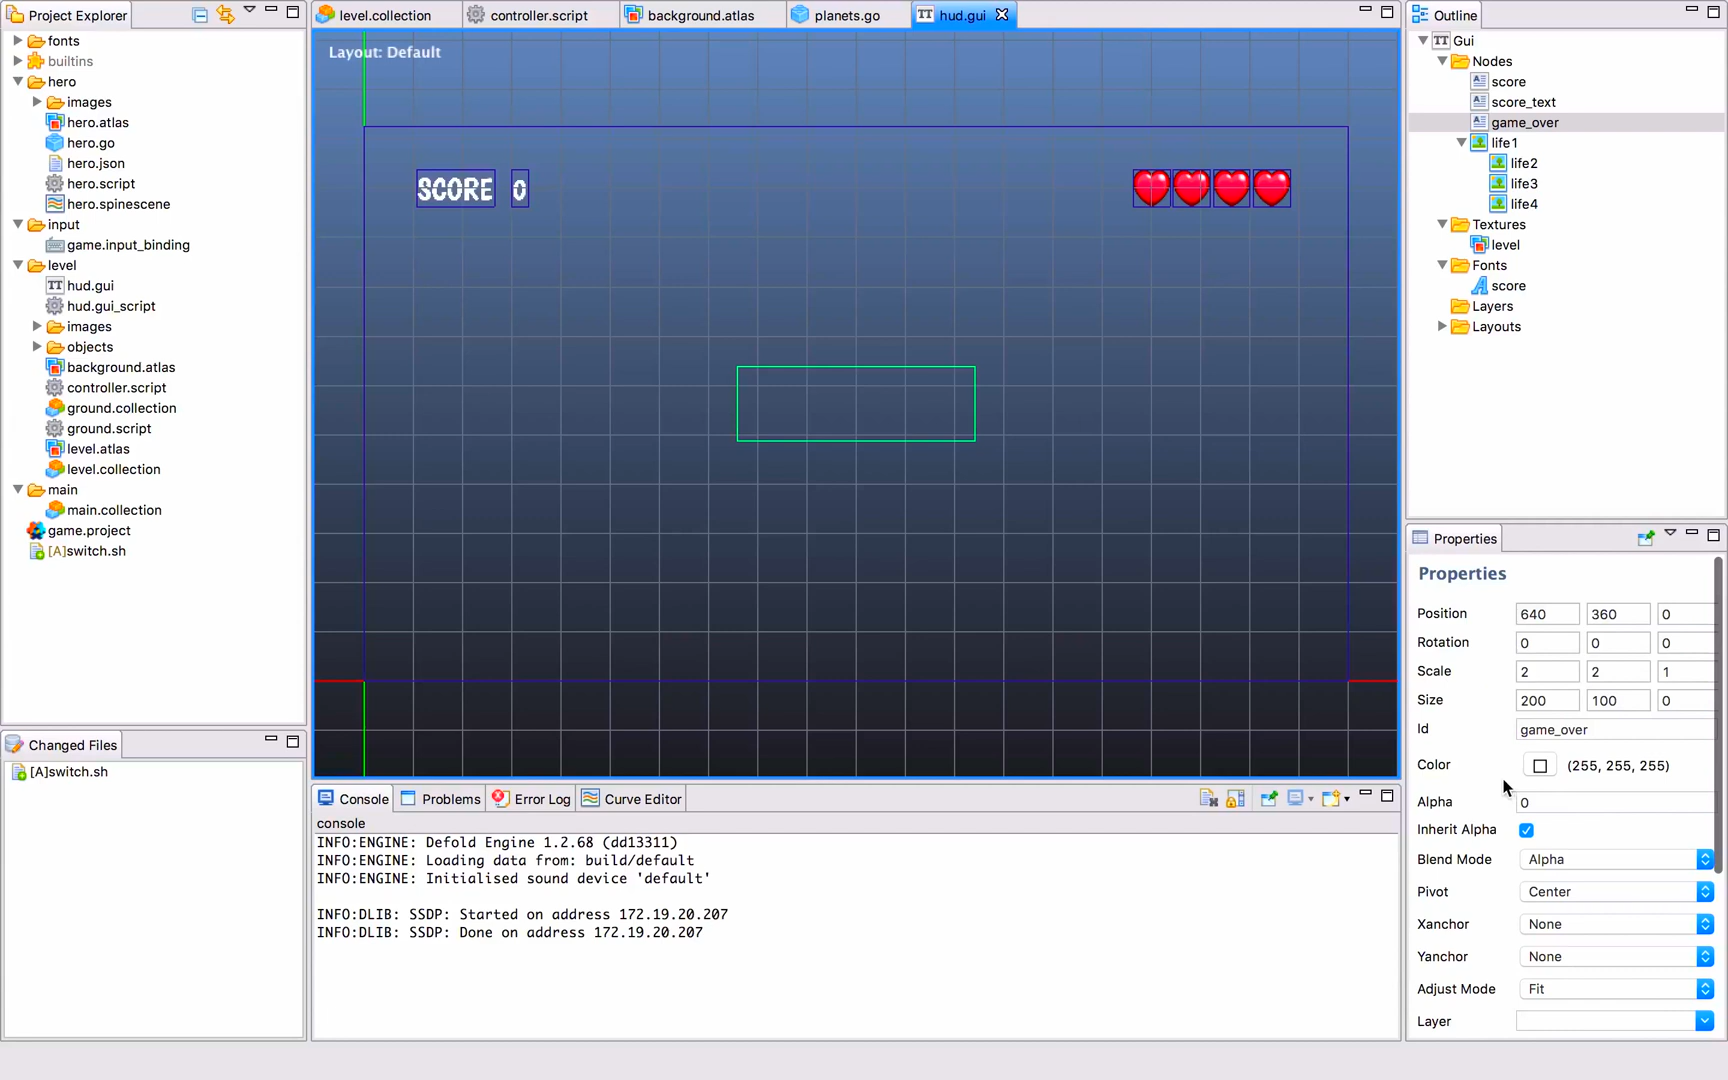 Project Explorer
fonts
builtins
hero
images
hero.atlas
hero.go
hero.json
hero.script
hero.spinescene
input
game.input_binding
level
hud.gui
hud.gui_script
images
objects
background.atlas
controller.script
ground.collection
ground.script
level.atlas
level.collection
main
main.collection
game.project
[A]switch.sh
Changed Files
[A]switch.sh
level.collection controller.script background.atlas planets.go hud.gui
Layout: Default
SCORE 0
Console Problems Error Log Curve Editor
console
INFO:ENGINE: Defold Engine 1.2.68 (dd13311)
INFO:ENGINE: Loading data from: build/default
INFO:ENGINE: Initialised sound device 'default'
INFO:DLIB: SSDP: Started on address 172.19.20.207
INFO:DLIB: SSDP: Done on address 172.19.20.207
Outline
Gui
Nodes
score
score_text
game_over
life1
life2
life3
life4
Textures
level
Fonts
score
Layers
Layouts
Properties
Properties
Position 640 360 0
Rotation 0 0 0
Scale 2 2 1
Size 200 100 0
Id game_over
Color (255, 255, 255)
Alpha 0
Inherit Alpha
Blend Mode Alpha
Pivot Center
Xanchor None
Yanchor None
Adjust Mode Fit
Layer